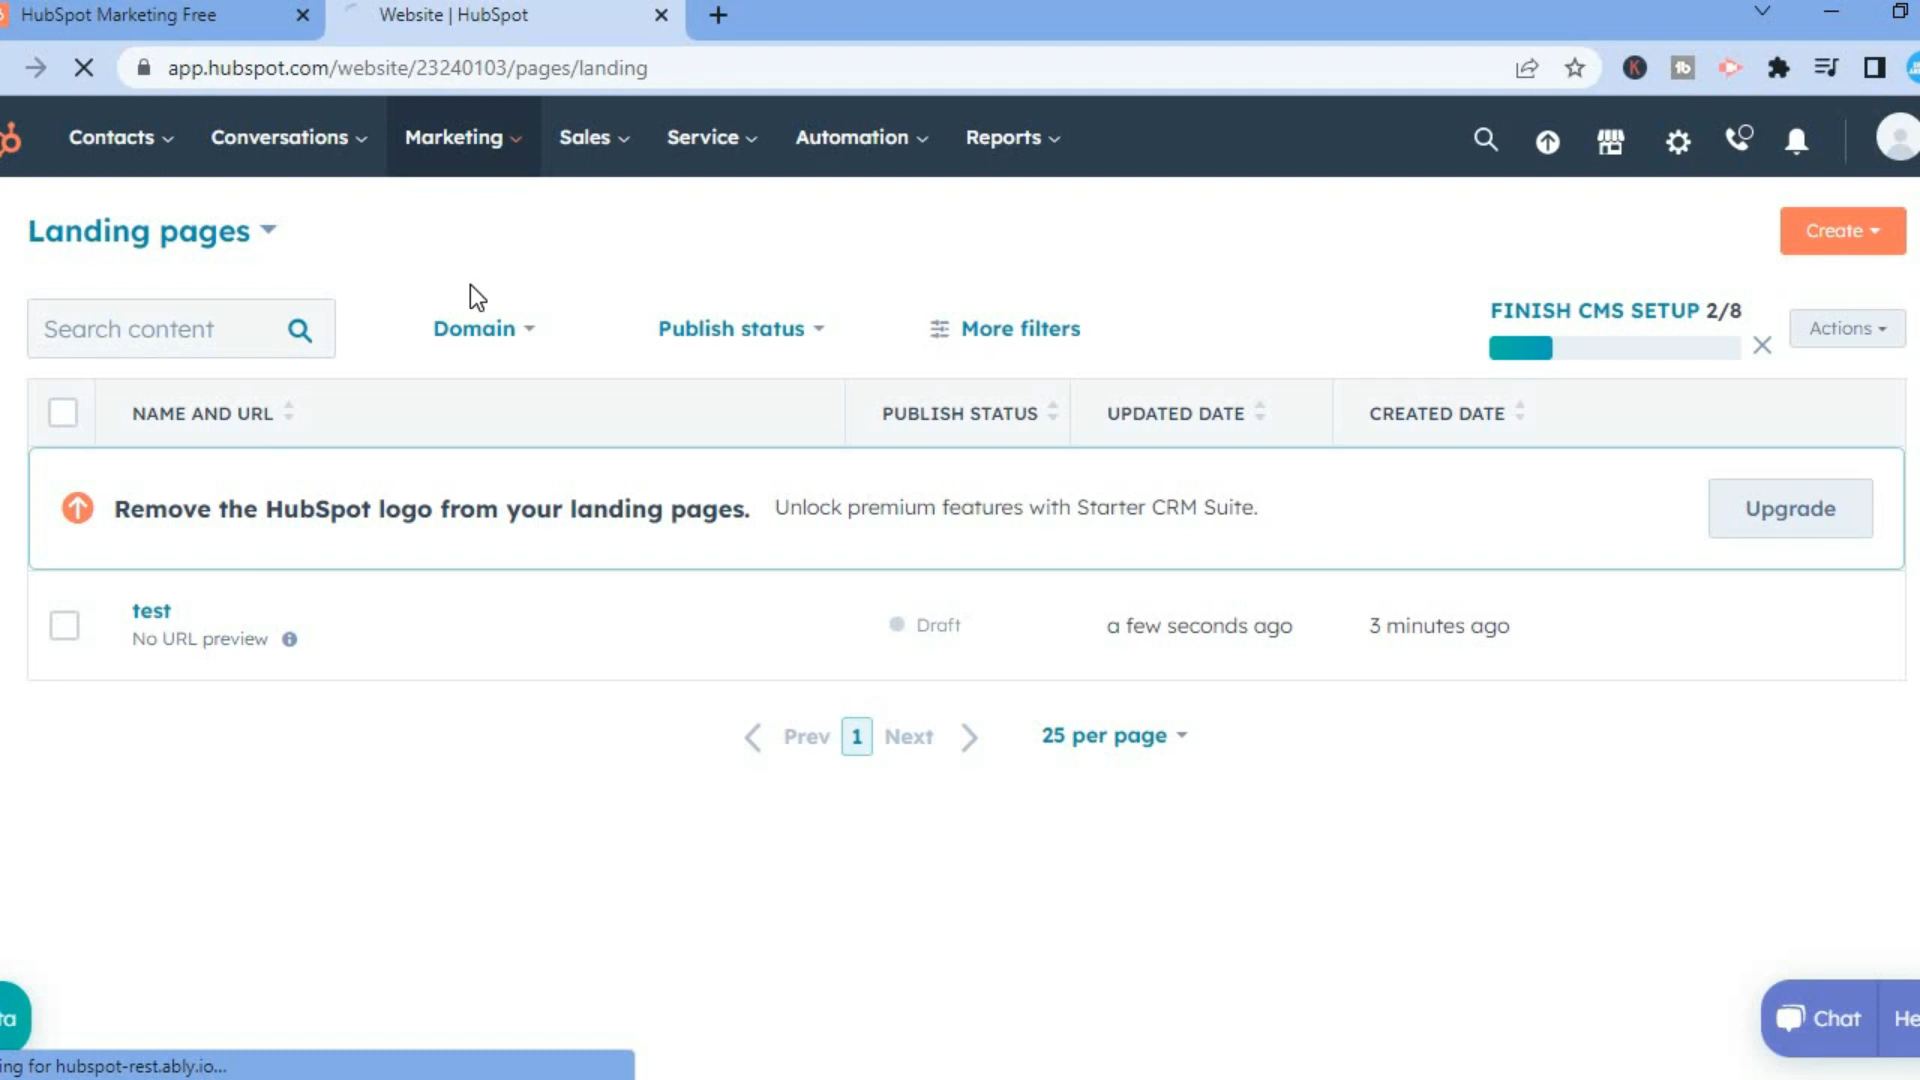 HubSpot Marketing Free
Website | HubSpot
app.hubspot.com/website/23240103/pages/landing
Contacts
Conversations
Marketing
Sales
Service
Automation
Reports
Landing pages
Create
Search content
Domain
Publish status
More filters
FINISH CMS SETUP 2/8
Actions
NAME AND URL
PUBLISH STATUS
UPDATED DATE
CREATED DATE
Remove the HubSpot logo from your landing pages.
Unlock premium features with Starter CRM Suite.
Upgrade
test
No URL preview
Draft
a few seconds ago
3 minutes ago
Prev
1
Next
25 per page
ta
Chat
He
ing for hubspot-rest.ably.io...